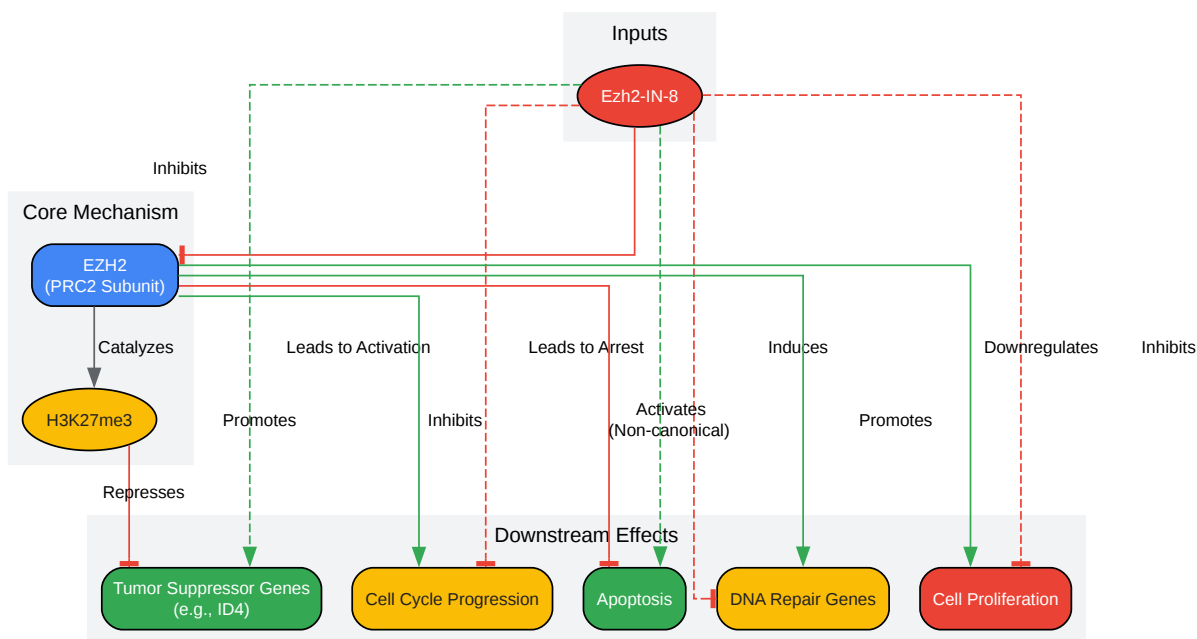 Inputs
Ezh2-IN-8
Inhibits
Core Mechanism
EZH2
(PRC2 Subunit)
Catalyzes
Leads to Activation
Leads to Arrest
Induces
Downregulates
Inhibits
H3K27me3
Promotes
Inhibits
Activates
(Non-canonical)
Promotes
Represses
Downstream Effects
Tumor Suppressor Genes
(e.g., ID4)
Cell Cycle Progression
Apoptosis
DNA Repair Genes
Cell Proliferation